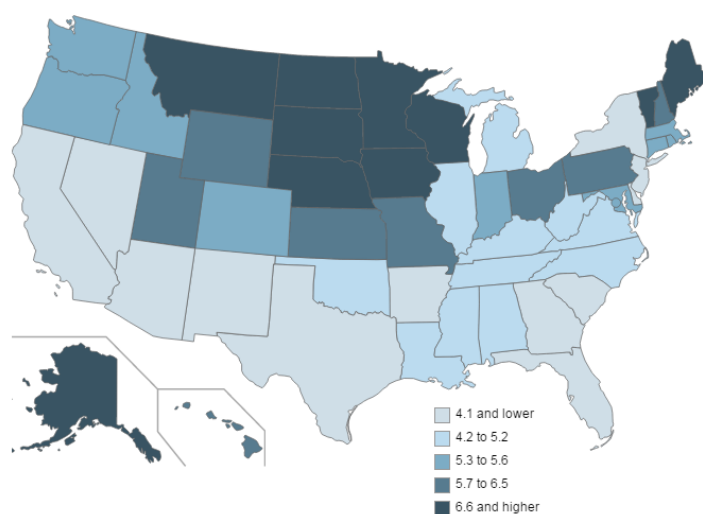 4.1 and lower
4.2 to 5.2
5.3 to 5.6
5.7 to 6.5
6.6 and higher